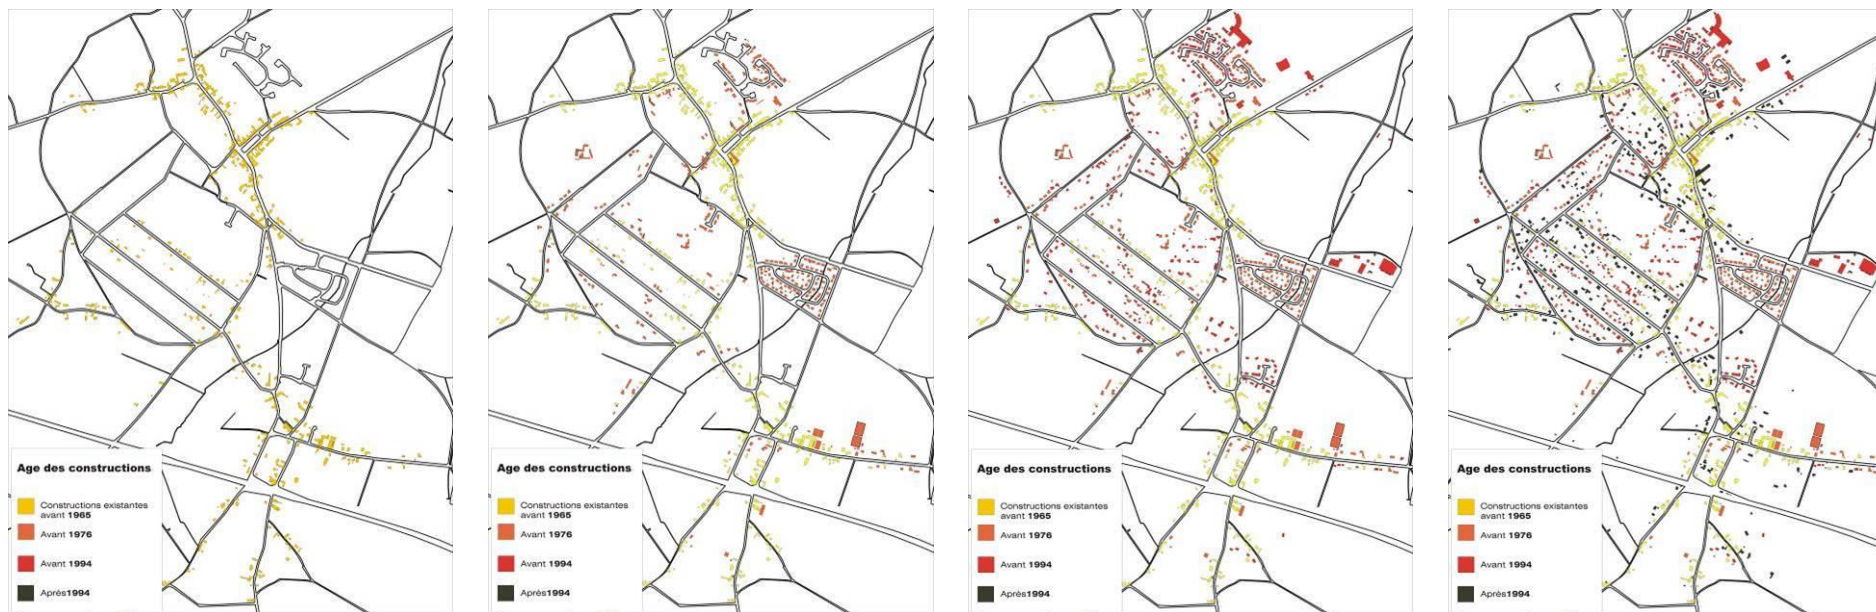 Age des constructions
Constructions existantes
avant 1965
Avant 1976
Avant 1994
Après1994
Age des constructions
Constructions existantes
avant 1965
Avant 1976
Avant 1994
Après1994
Age des constructions
Constructions existantes
avant 1965
Avant 1976
Avant 1994
Après1994
Age des constructions
Constructions existantes
avant 1965
Avant 1976
Avant 1994
Après1994